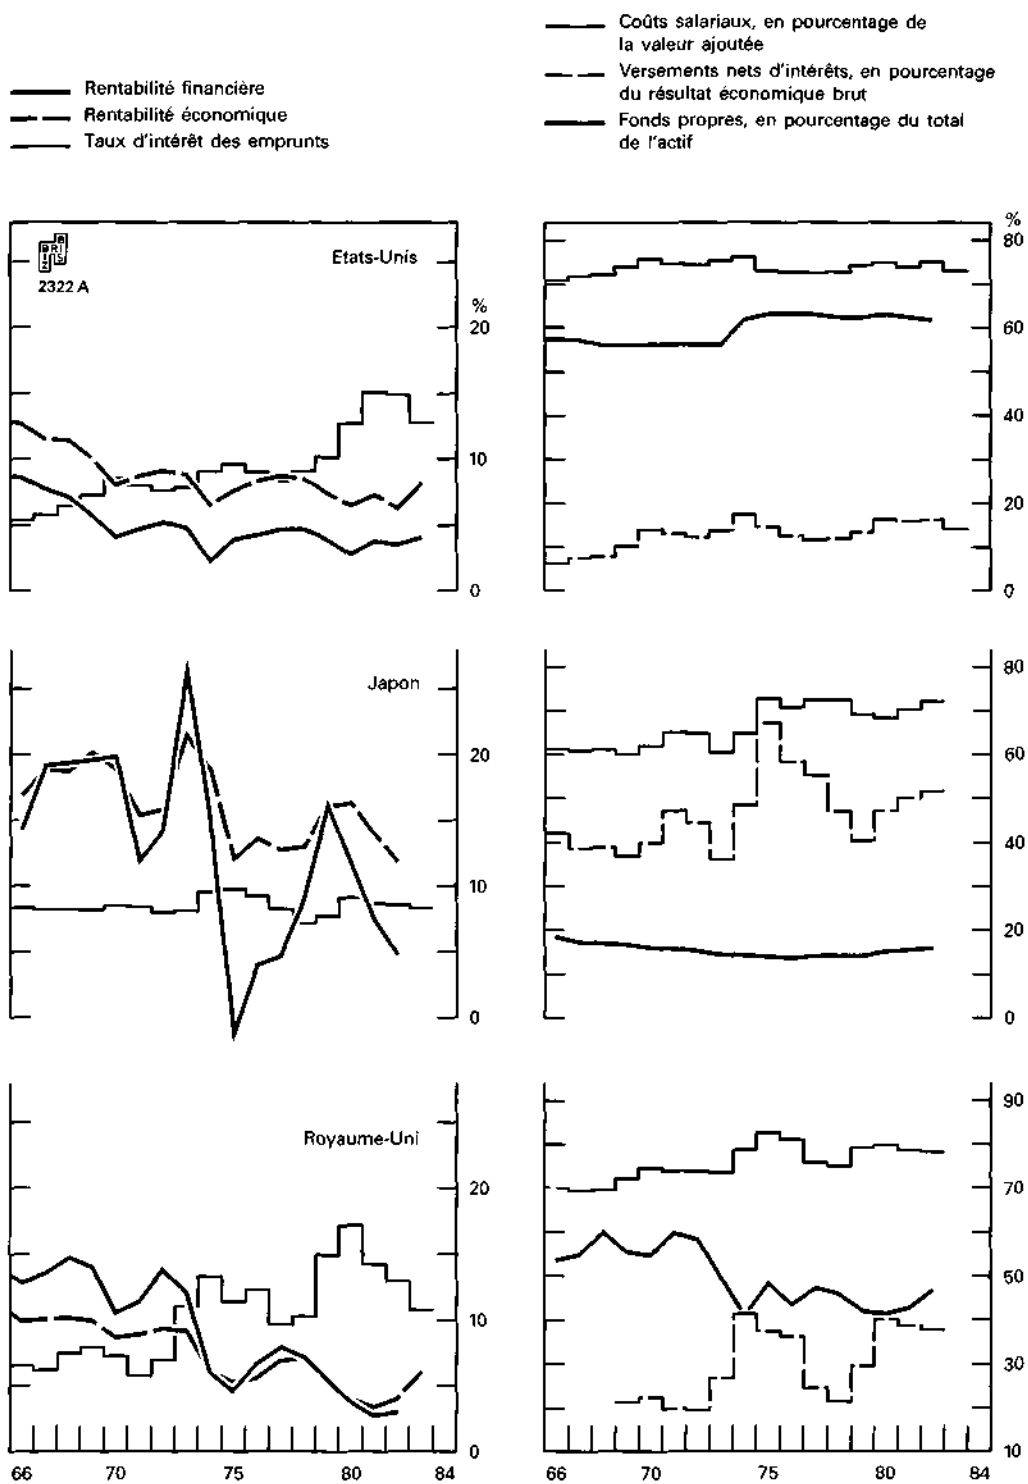 Rentabilité financière
Rentabilité économique
Taux d'intérêt des emprunts
Coûts salariaux, en pourcentage de
la valeur ajoutée
Versements nets d'intérêts, en pourcentage
du résultat économique brut
Fonds propres, en pourcentage du total
de l'actif
Etats-Unis
2322 A
%
20
10
0
%
80
60
40
20
0
Japon
20
10
0
80
60
40
20
0
Royaume-Uni
20
10
0
90
70
50
30
10
66 70 75 80 84
66 70 75 80 84